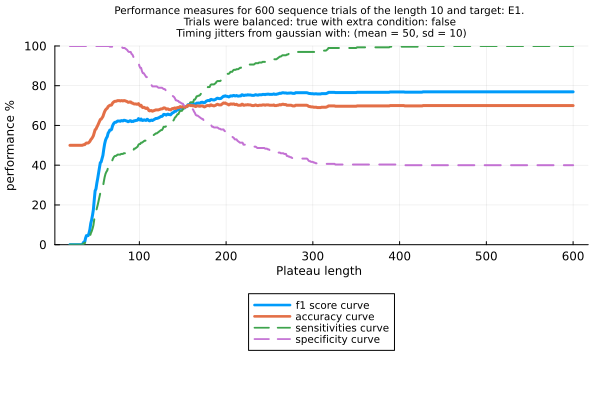 Performance measures for 600 sequence trials of the length 10 and target: E1.
Trials were balanced: true with extra condition: false
Timing jitters from gaussian with: (mean = 50, sd = 10)
100
80
60
40
20
0
performance %
100 200 300 400 500 600
Plateau length
f1 score curve
accuracy curve
sensitivities curve
specificity curve